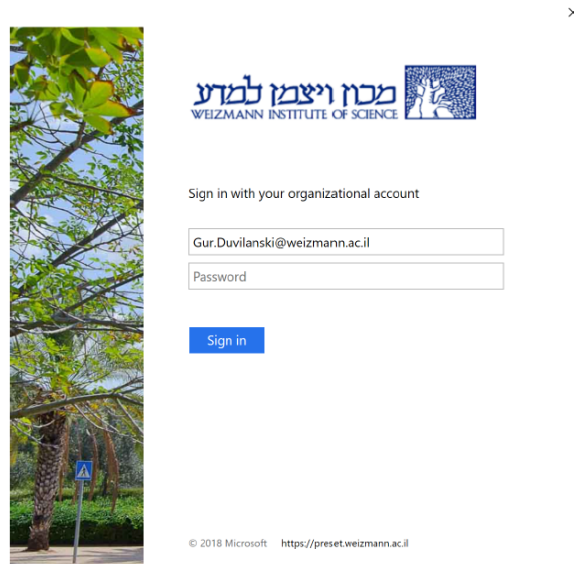 מכון ויצמן למדע
WEIZMANN INSTITUTE OF SCIENCE
Sign in with your organizational account
Gur.Duvilanski@weizmann.ac.il
Password
Sign in
© 2018 Microsoft https://preset.weizmann.ac.il